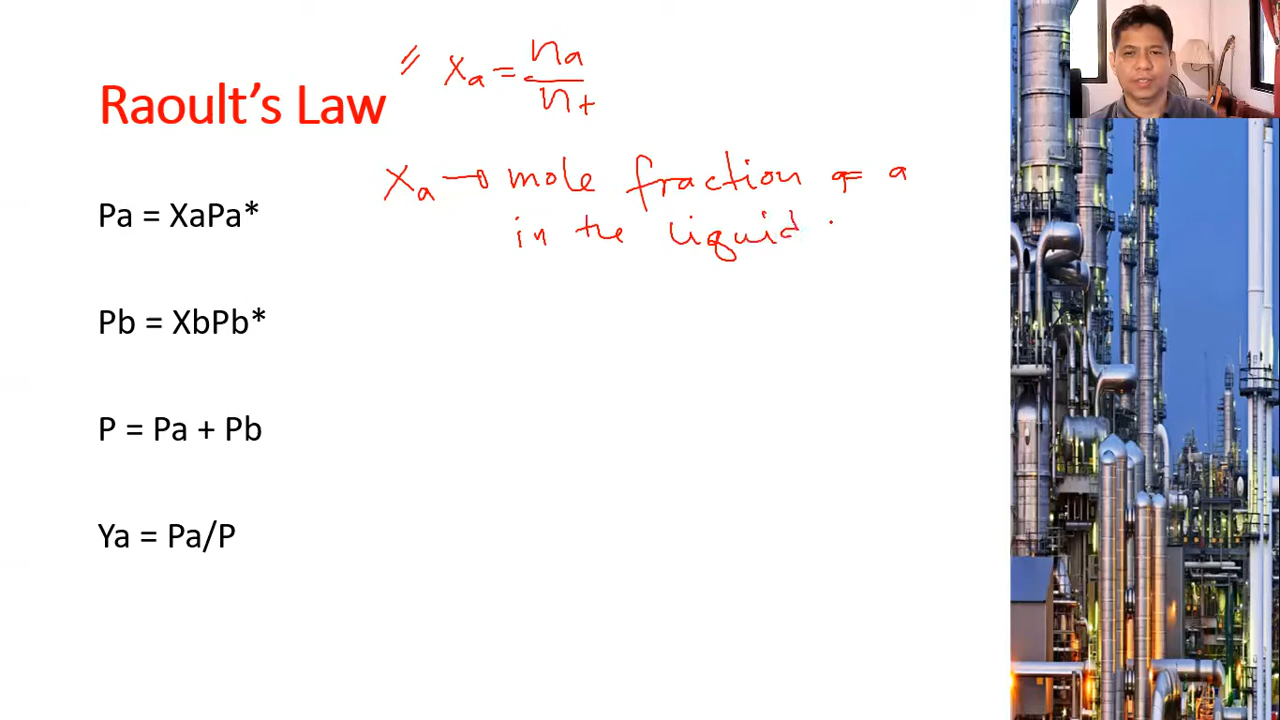 〃 Xa = na/nt
Raoult's Law
Xa → mole fraction of a
in the liquid.
Pa = XaPa*
Pb = XbPb*
P = Pa + Pb
Ya = Pa/P